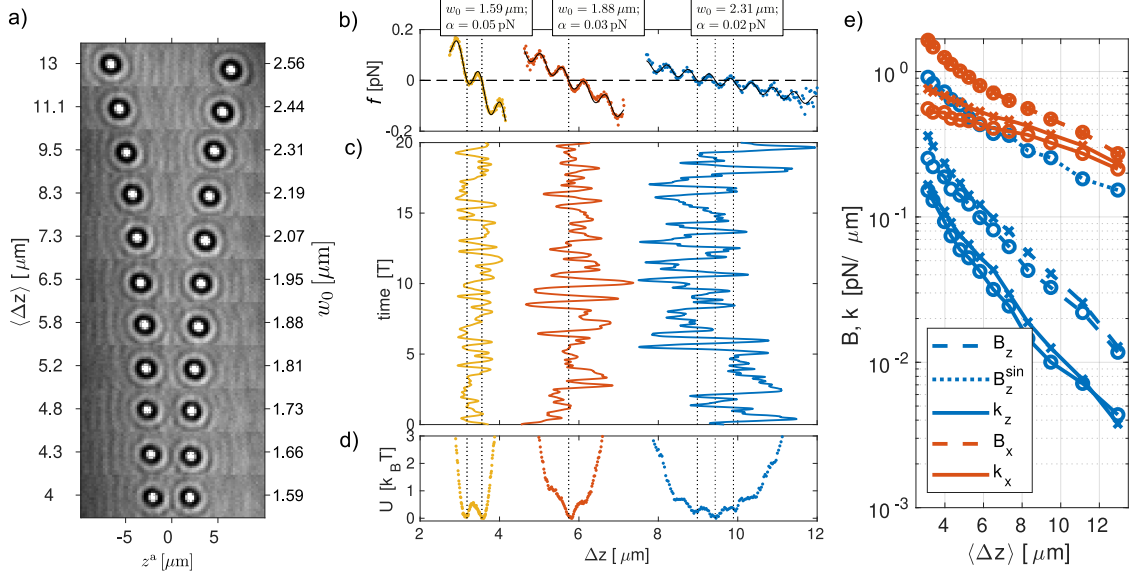 a)
⟨Δz⟩ [μm]
13
11.1
9.5
8.3
7.3
6.5
5.8
5.2
4.8
4.3
4
2.56
2.44
2.31
2.19
2.07
1.95
1.88
1.81
1.73
1.66
1.59
w₀ [μm]
-5 0 5
zᵃ [μm]
b)
w₀ = 1.59 μm;
α = 0.05 pN
w₀ = 1.88 μm;
α = 0.03 pN
w₀ = 2.31 μm;
α = 0.02 pN
f [pN]
0.2
0
-0.2
c)
time [T]
20
15
10
5
0
d)
U [k_BT]
3
2
1
0
2 4 6 8 10 12
Δz [μm]
e)
B, k [pN/ μm]
10⁰
10⁻¹
10⁻²
10⁻³
B_z
B_z^sin
k_z
B_x
k_x
4 6 8 10 12
⟨Δz⟩ [μm]